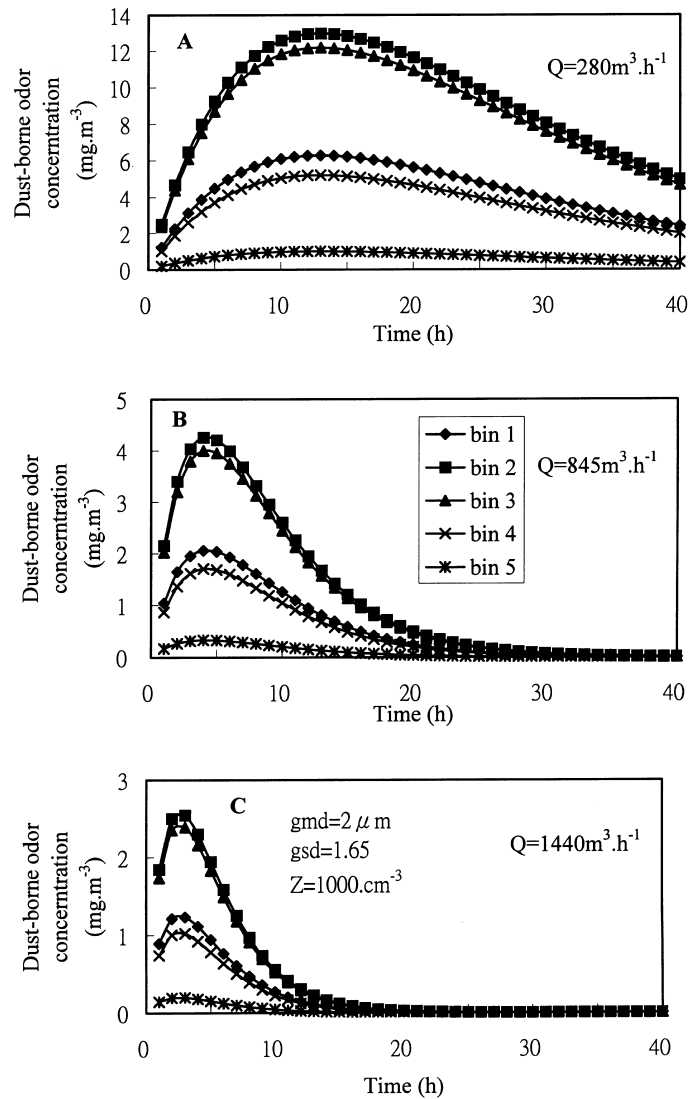 A
Q=280m³.h⁻¹
Dust-borne odor
concerntration
(mg.m⁻³)
14
12
10
8
6
4
2
0
0 10 20 30 40
Time (h)
B
Q=845m³.h⁻¹
bin 1
bin 2
bin 3
bin 4
bin 5
Dust-borne odor
concerntration
(mg.m⁻³)
5
4
3
2
1
0
0 10 20 30 40
Time (h)
C
gmd=2 μ m
gsd=1.65
Z=1000.cm⁻³
Q=1440m³.h⁻¹
Dust-borne odor
concerntration
(mg.m⁻³)
3
2
1
0
0 10 20 30 40
Time (h)